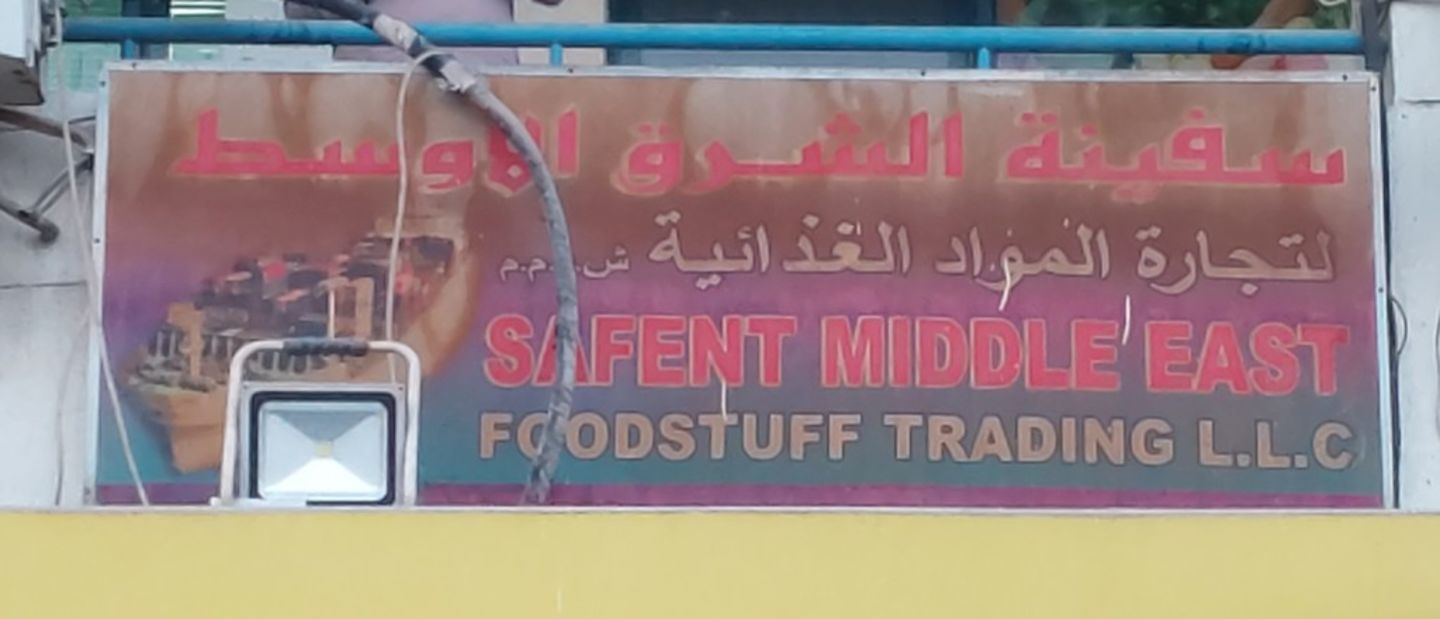 سفينة الشرق الاوسط
لتجارة المواد الغذائية ش.ذ.م.م
SAFENT MIDDLE EAST
FOODSTUFF TRADING L.L.C